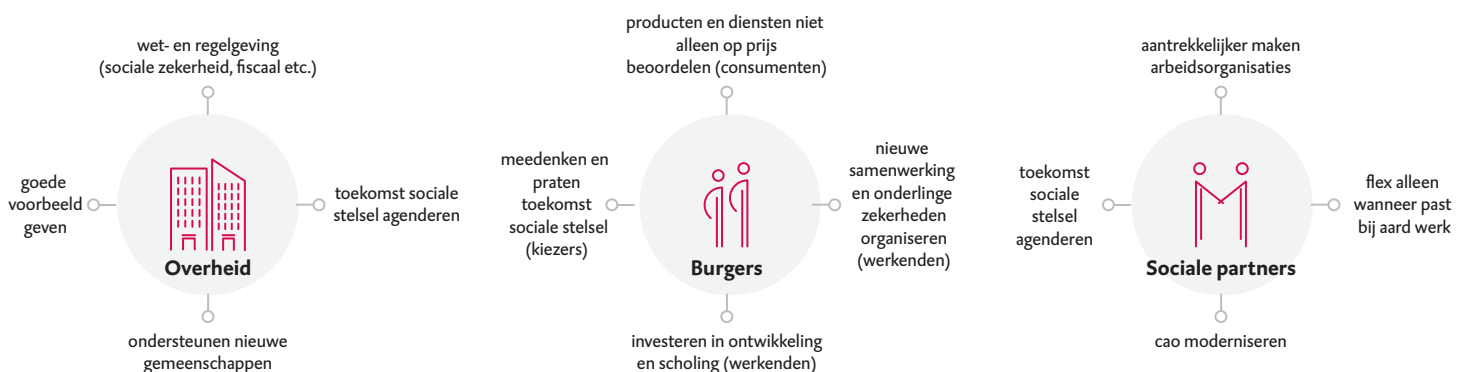 wet- en regelgeving
(sociale zekerheid, fiscaal etc.)
goede
voorbeeld
geven
toekomst sociale
stelsel agenderen
Overheid
ondersteunen nieuwe
gemeenschappen
producten en diensten niet
alleen op prijs
beoordelen (consumenten)
meedenken en
praten
toekomst
sociale stelsel
(kiezers)
nieuwe
samenwerking
en onderlinge
zekerheden
organiseren
(werkenden)
Burgers
investeren in ontwikkeling
en scholing (werkenden)
aantrekkelijker maken
arbeidsorganisaties
toekomst
sociale
stelsel
agenderen
flex alleen
wanneer past
bij aard werk
Sociale partners
cao moderniseren